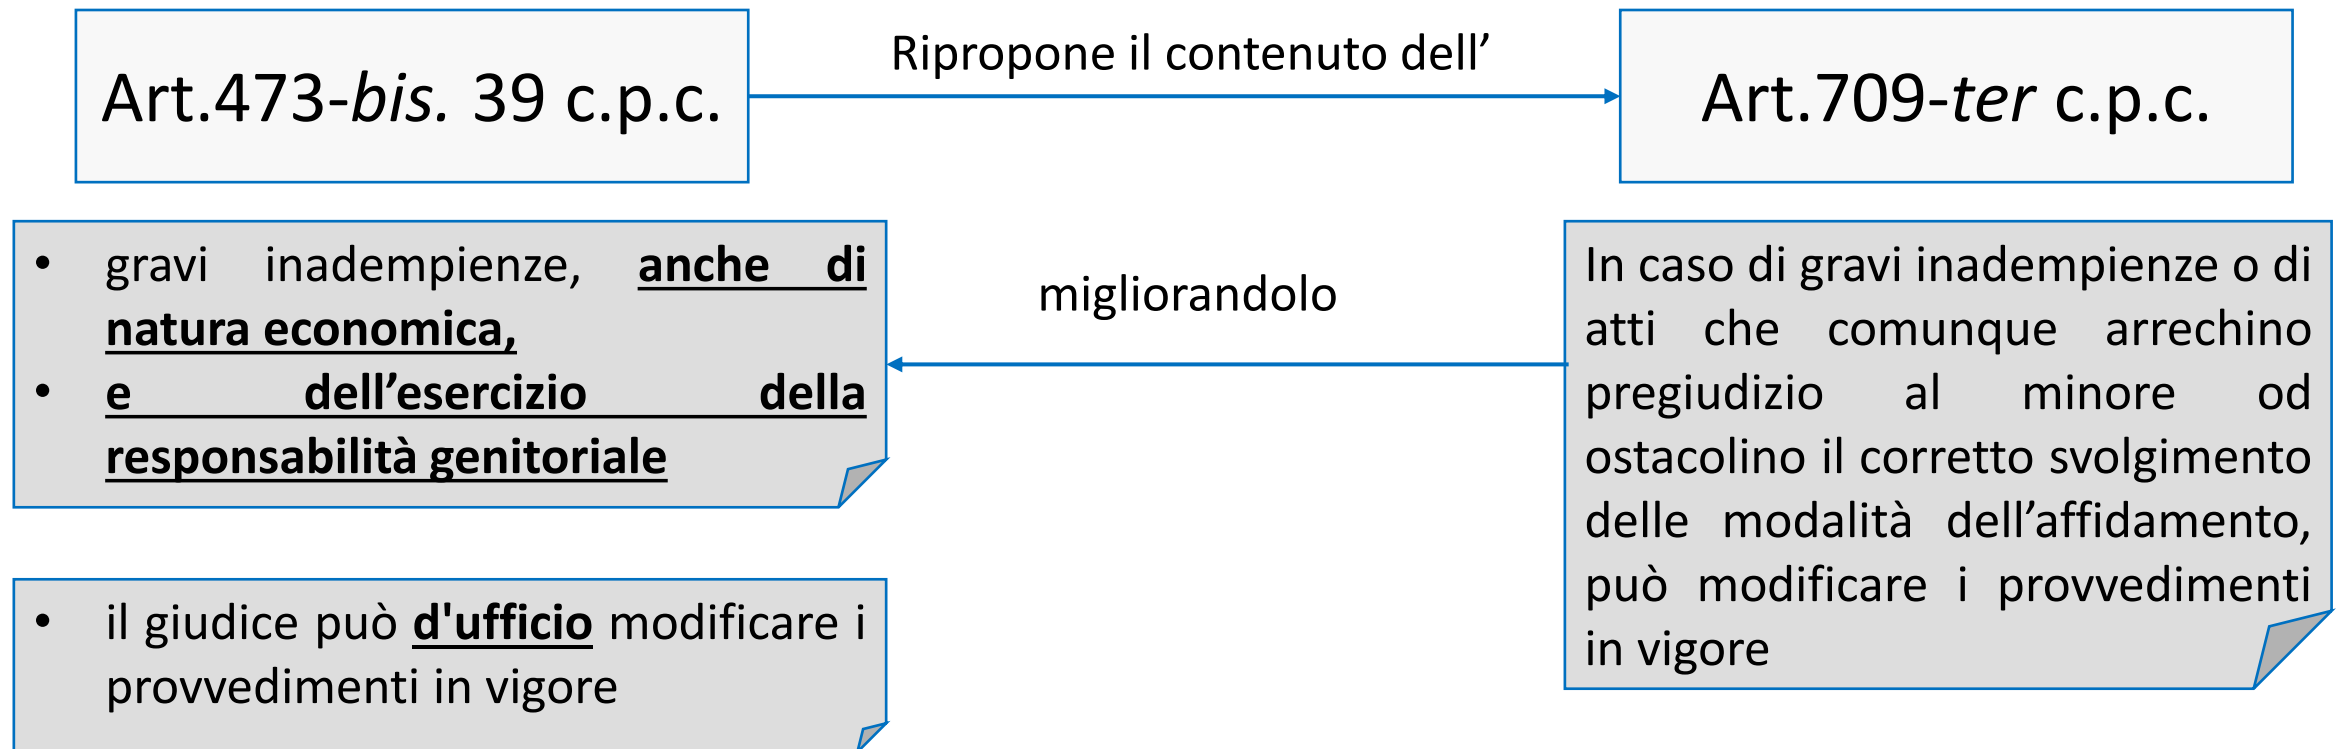 Art.473-bis. 39 c.p.c.
Ripropone il contenuto dell’
Art.709-ter c.p.c.
• gravi inadempienze, anche di
natura economica,
• e dell’esercizio della
responsabilità genitoriale
migliorandolo
In caso di gravi inadempienze o di
atti che comunque arrechino
pregiudizio al minore od
ostacolino il corretto svolgimento
delle modalità dell’affidamento,
può modificare i provvedimenti
in vigore
• il giudice può d'ufficio modificare i
provvedimenti in vigore